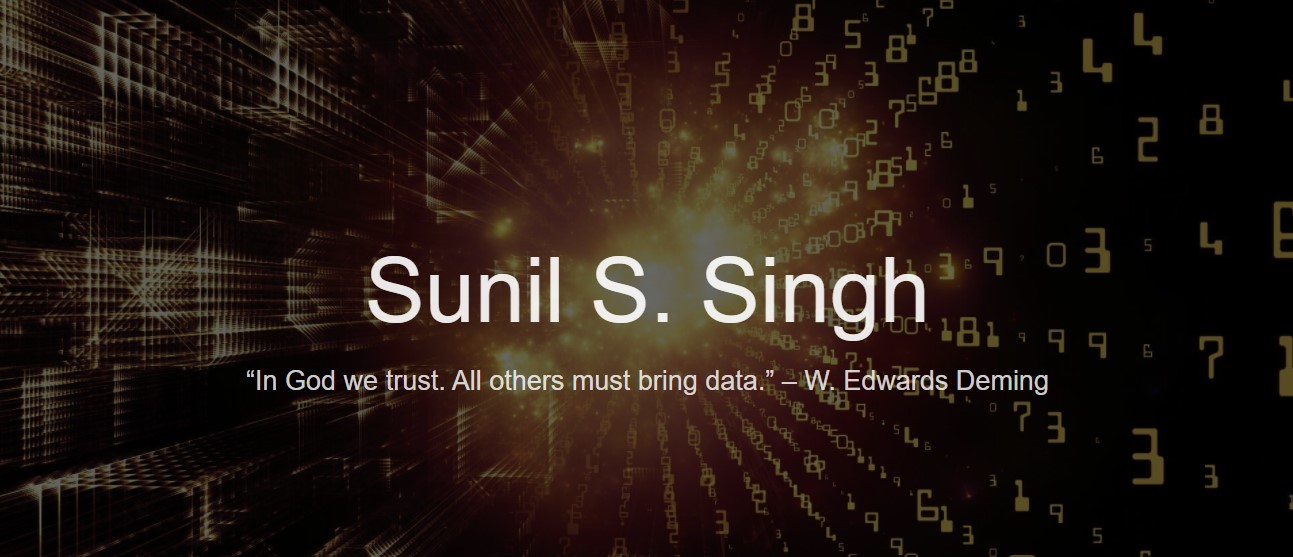 Sunil S. Singh
“In God we trust. All others must bring data.” – W. Edwards Deming